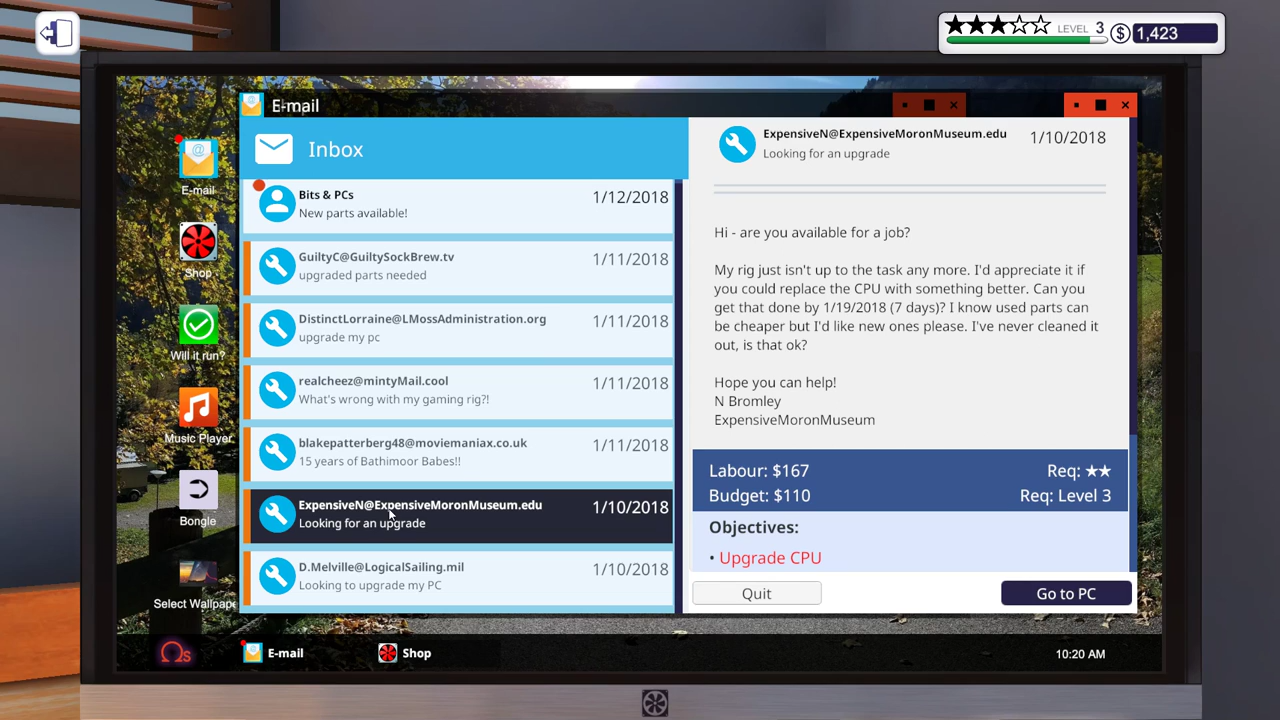 LEVEL 3
$ 1,423
E-mail
Inbox
Bits & PCs
New parts available!
1/12/2018
GuiltyC@GuiltySockBrew.tv
upgraded parts needed
1/11/2018
DistinctLorraine@LMossAdministration.org
upgrade my pc
1/11/2018
realcheez@mintyMail.cool
What's wrong with my gaming rig?!
1/11/2018
blakepatterberg48@moviemaniax.co.uk
15 years of Bathimoor Babes!!
1/11/2018
ExpensiveN@ExpensiveMoronMuseum.edu
Looking for an upgrade
1/10/2018
D.Melville@LogicalSailing.mil
Looking to upgrade my PC
1/10/2018
ExpensiveN@ExpensiveMoronMuseum.edu
Looking for an upgrade
1/10/2018
Hi - are you available for a job?
My rig just isn't up to the task any more. I'd appreciate it if
you could replace the CPU with something better. Can you
get that done by 1/19/2018 (7 days)? I know used parts can
be cheaper but I'd like new ones please. I've never cleaned it
out, is that ok?
Hope you can help!
N Bromley
ExpensiveMoronMuseum
Labour: $167
Req: ★★
Budget: $110
Req: Level 3
Objectives:
• Upgrade CPU
Quit
Go to PC
E-mail
Shop
Will it run?
Music Player
Bongle
Select Wallpape
Ωs
E-mail
Shop
10:20 AM